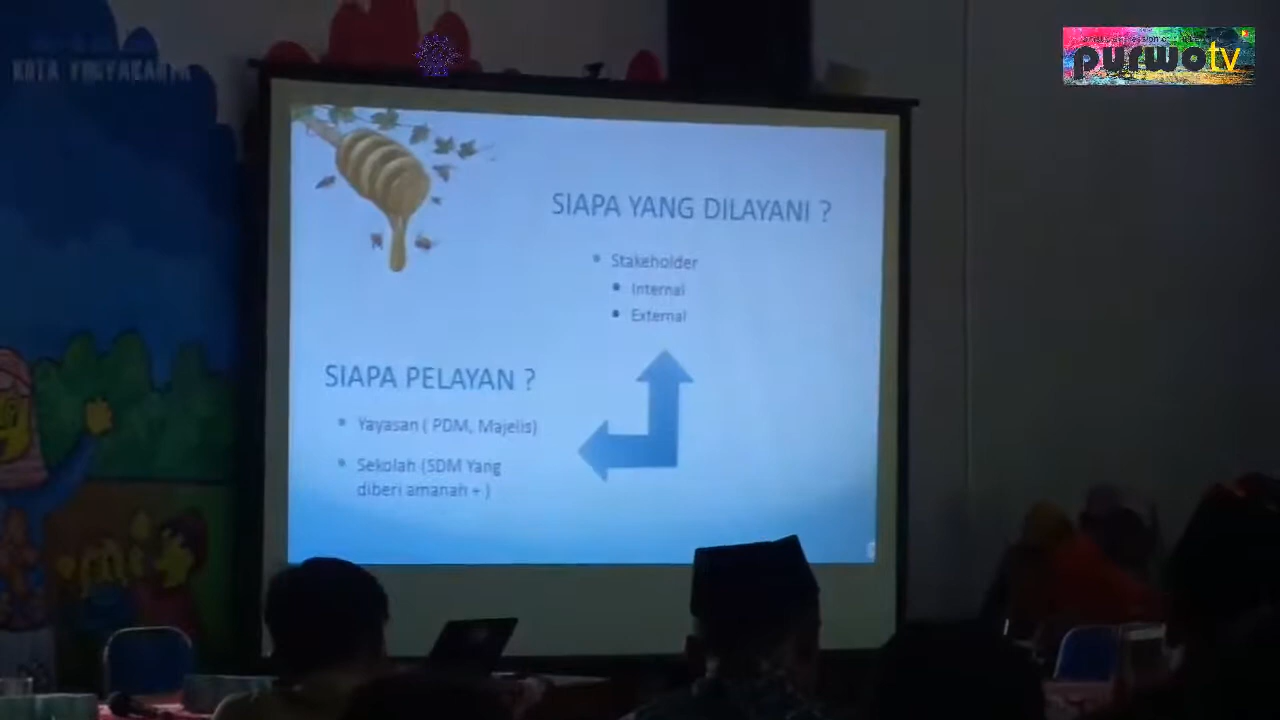 KOTA YOGYAKARTA
purwotv
SIAPA YANG DILAYANI ?
• Stakeholder
• Internal
• External
SIAPA PELAYAN ?
• Yayasan ( PDM, Majelis)
• Sekolah (SDM Yang
diberi amanah + )